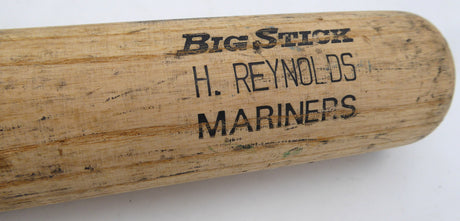 BIG STICK
H. REYNOLDS
MARINERS